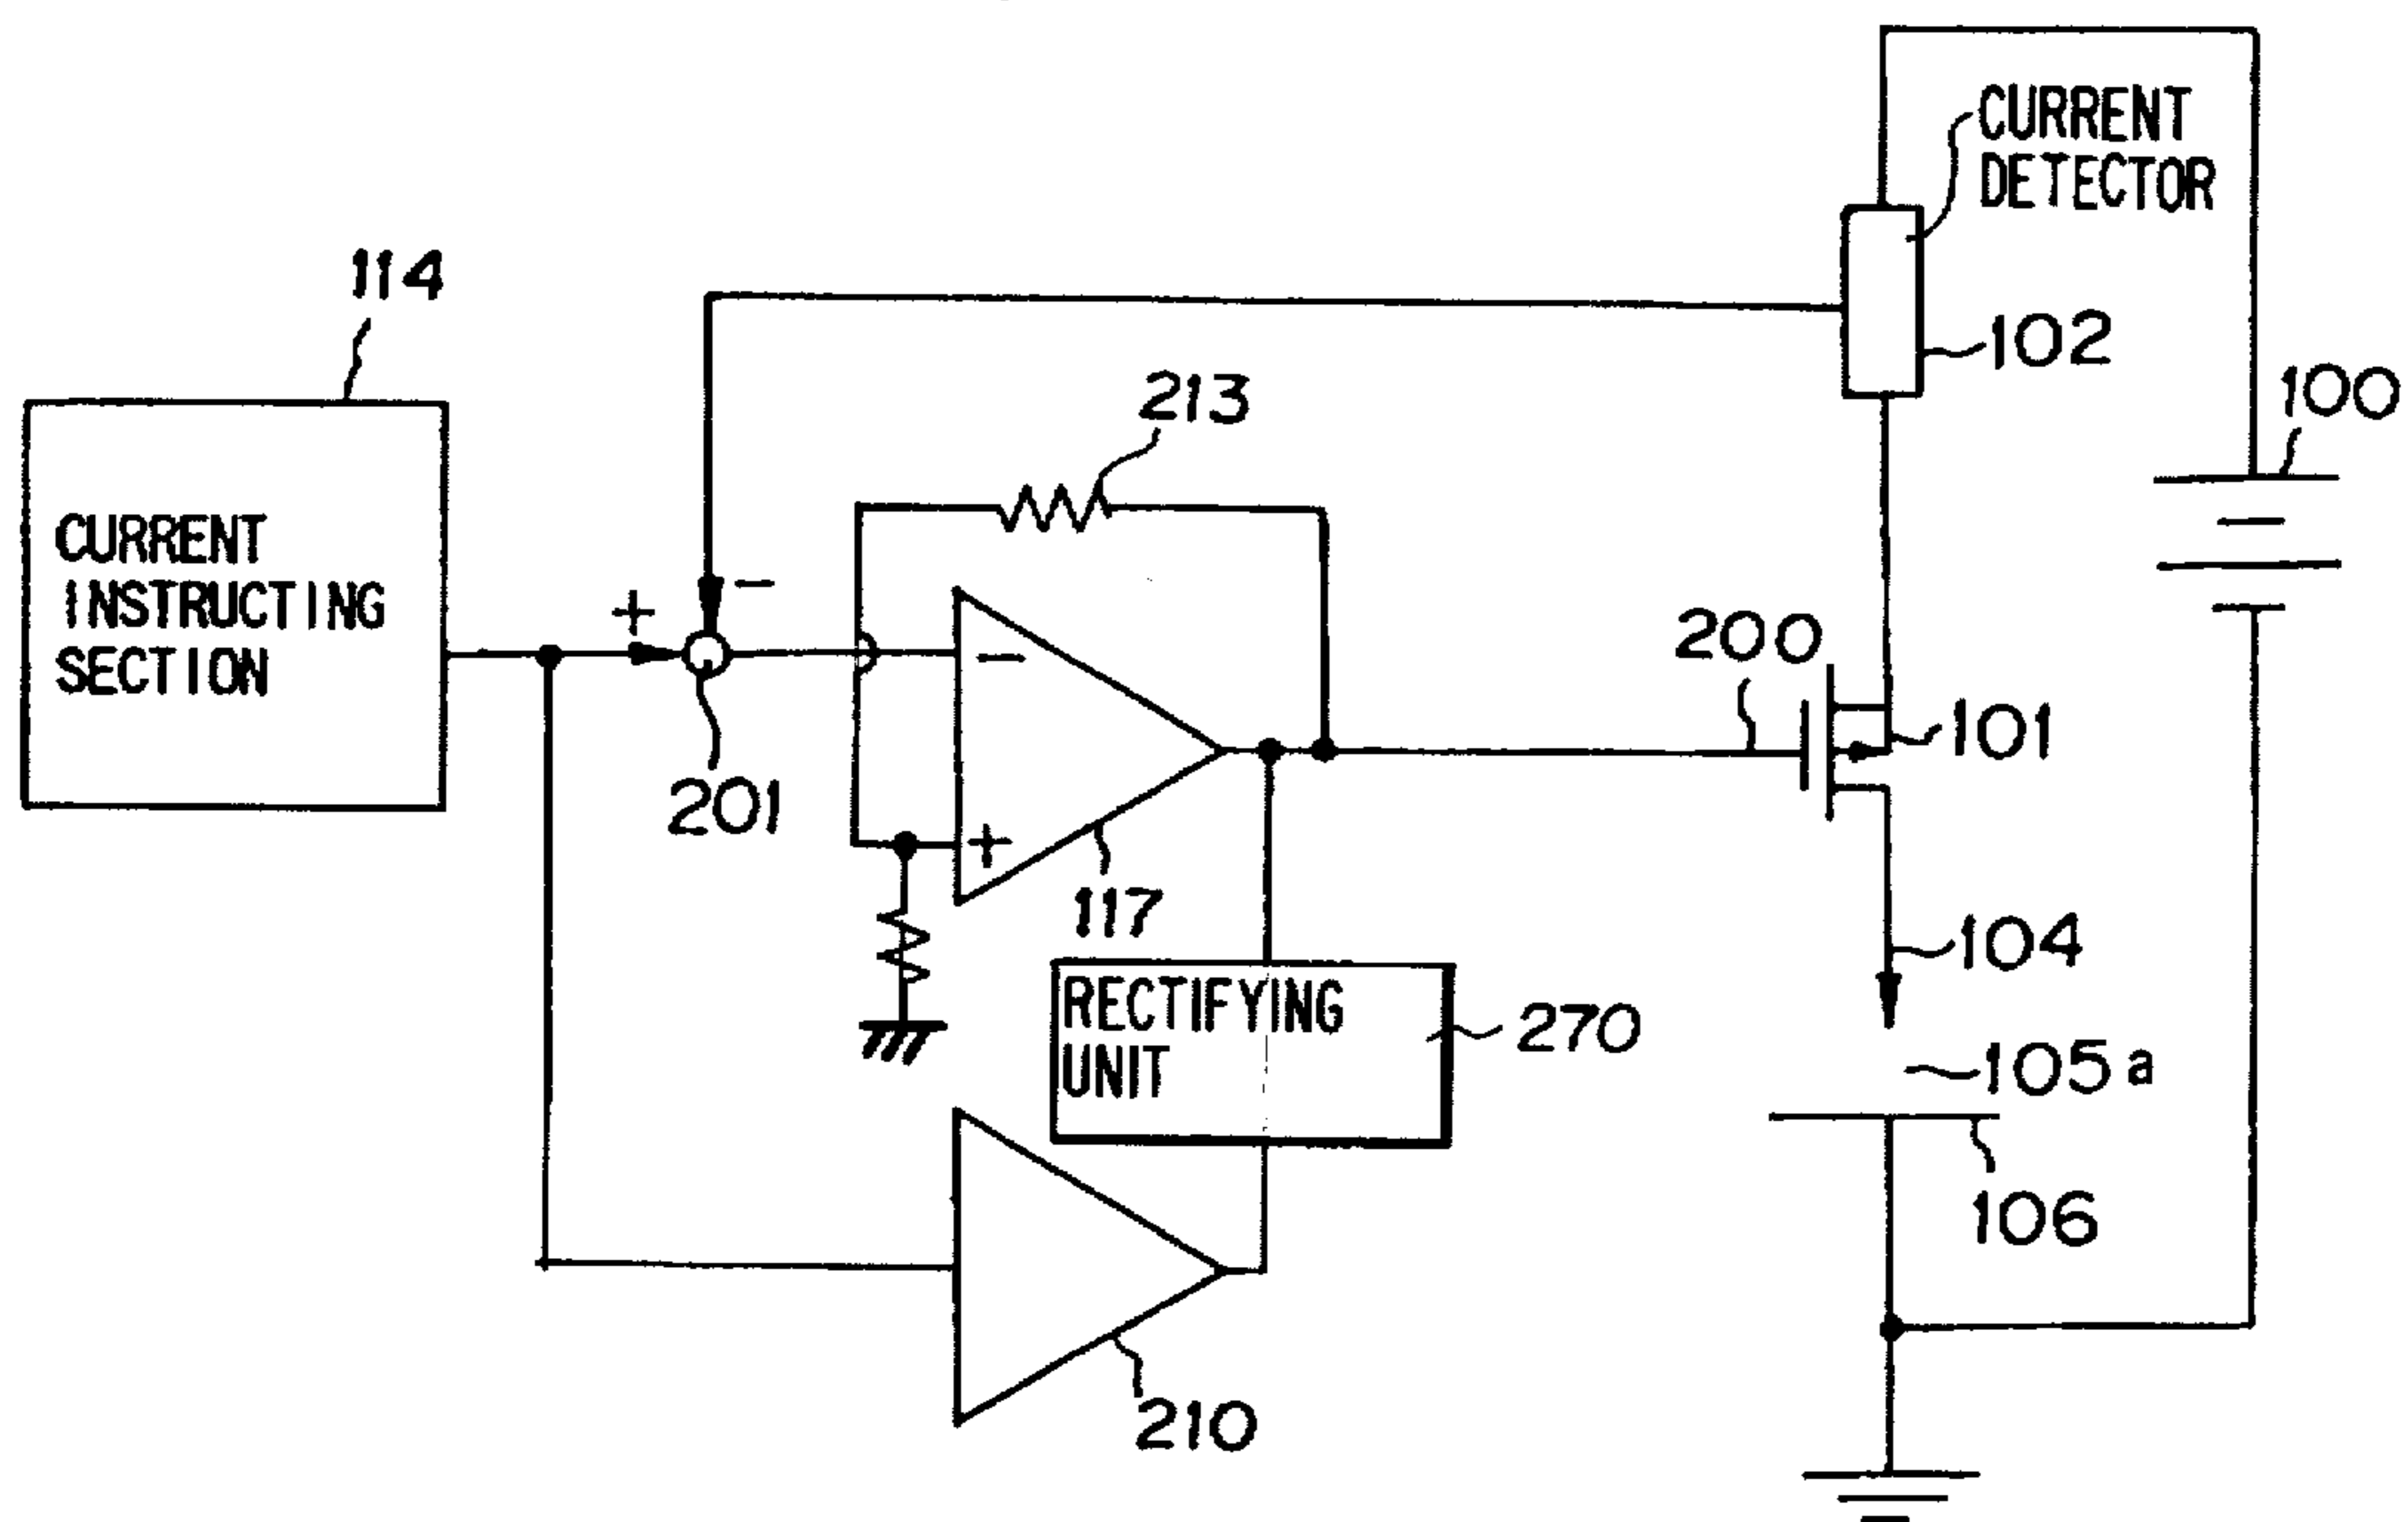 CURRENT
DETECTOR
114
102
213
100
CURRENT
INSTRUCTING
SECTION
+
−
200
−
101
201
+
117
104
RECTIFYING
UNIT
270
105a
106
210